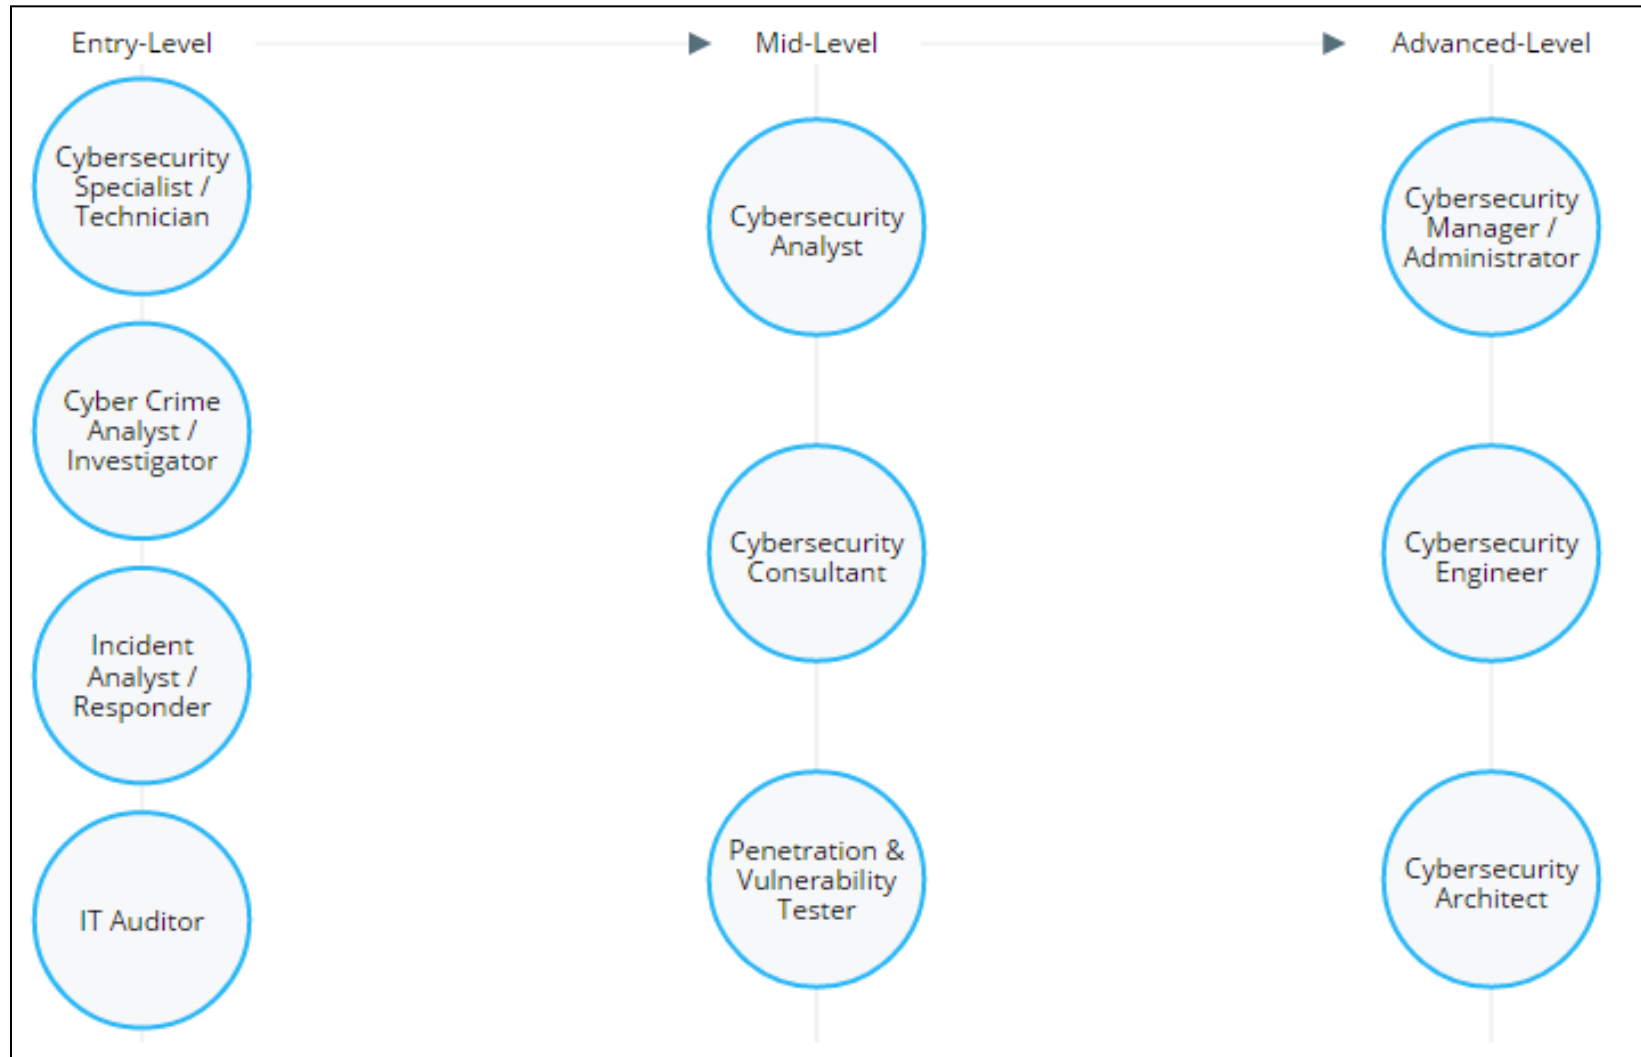 Entry-Level
Mid-Level
Advanced-Level
Cybersecurity
Specialist /
Technician
Cyber Crime
Analyst /
Investigator
Incident
Analyst /
Responder
IT Auditor
Cybersecurity
Analyst
Cybersecurity
Consultant
Penetration &
Vulnerability
Tester
Cybersecurity
Manager /
Administrator
Cybersecurity
Engineer
Cybersecurity
Architect